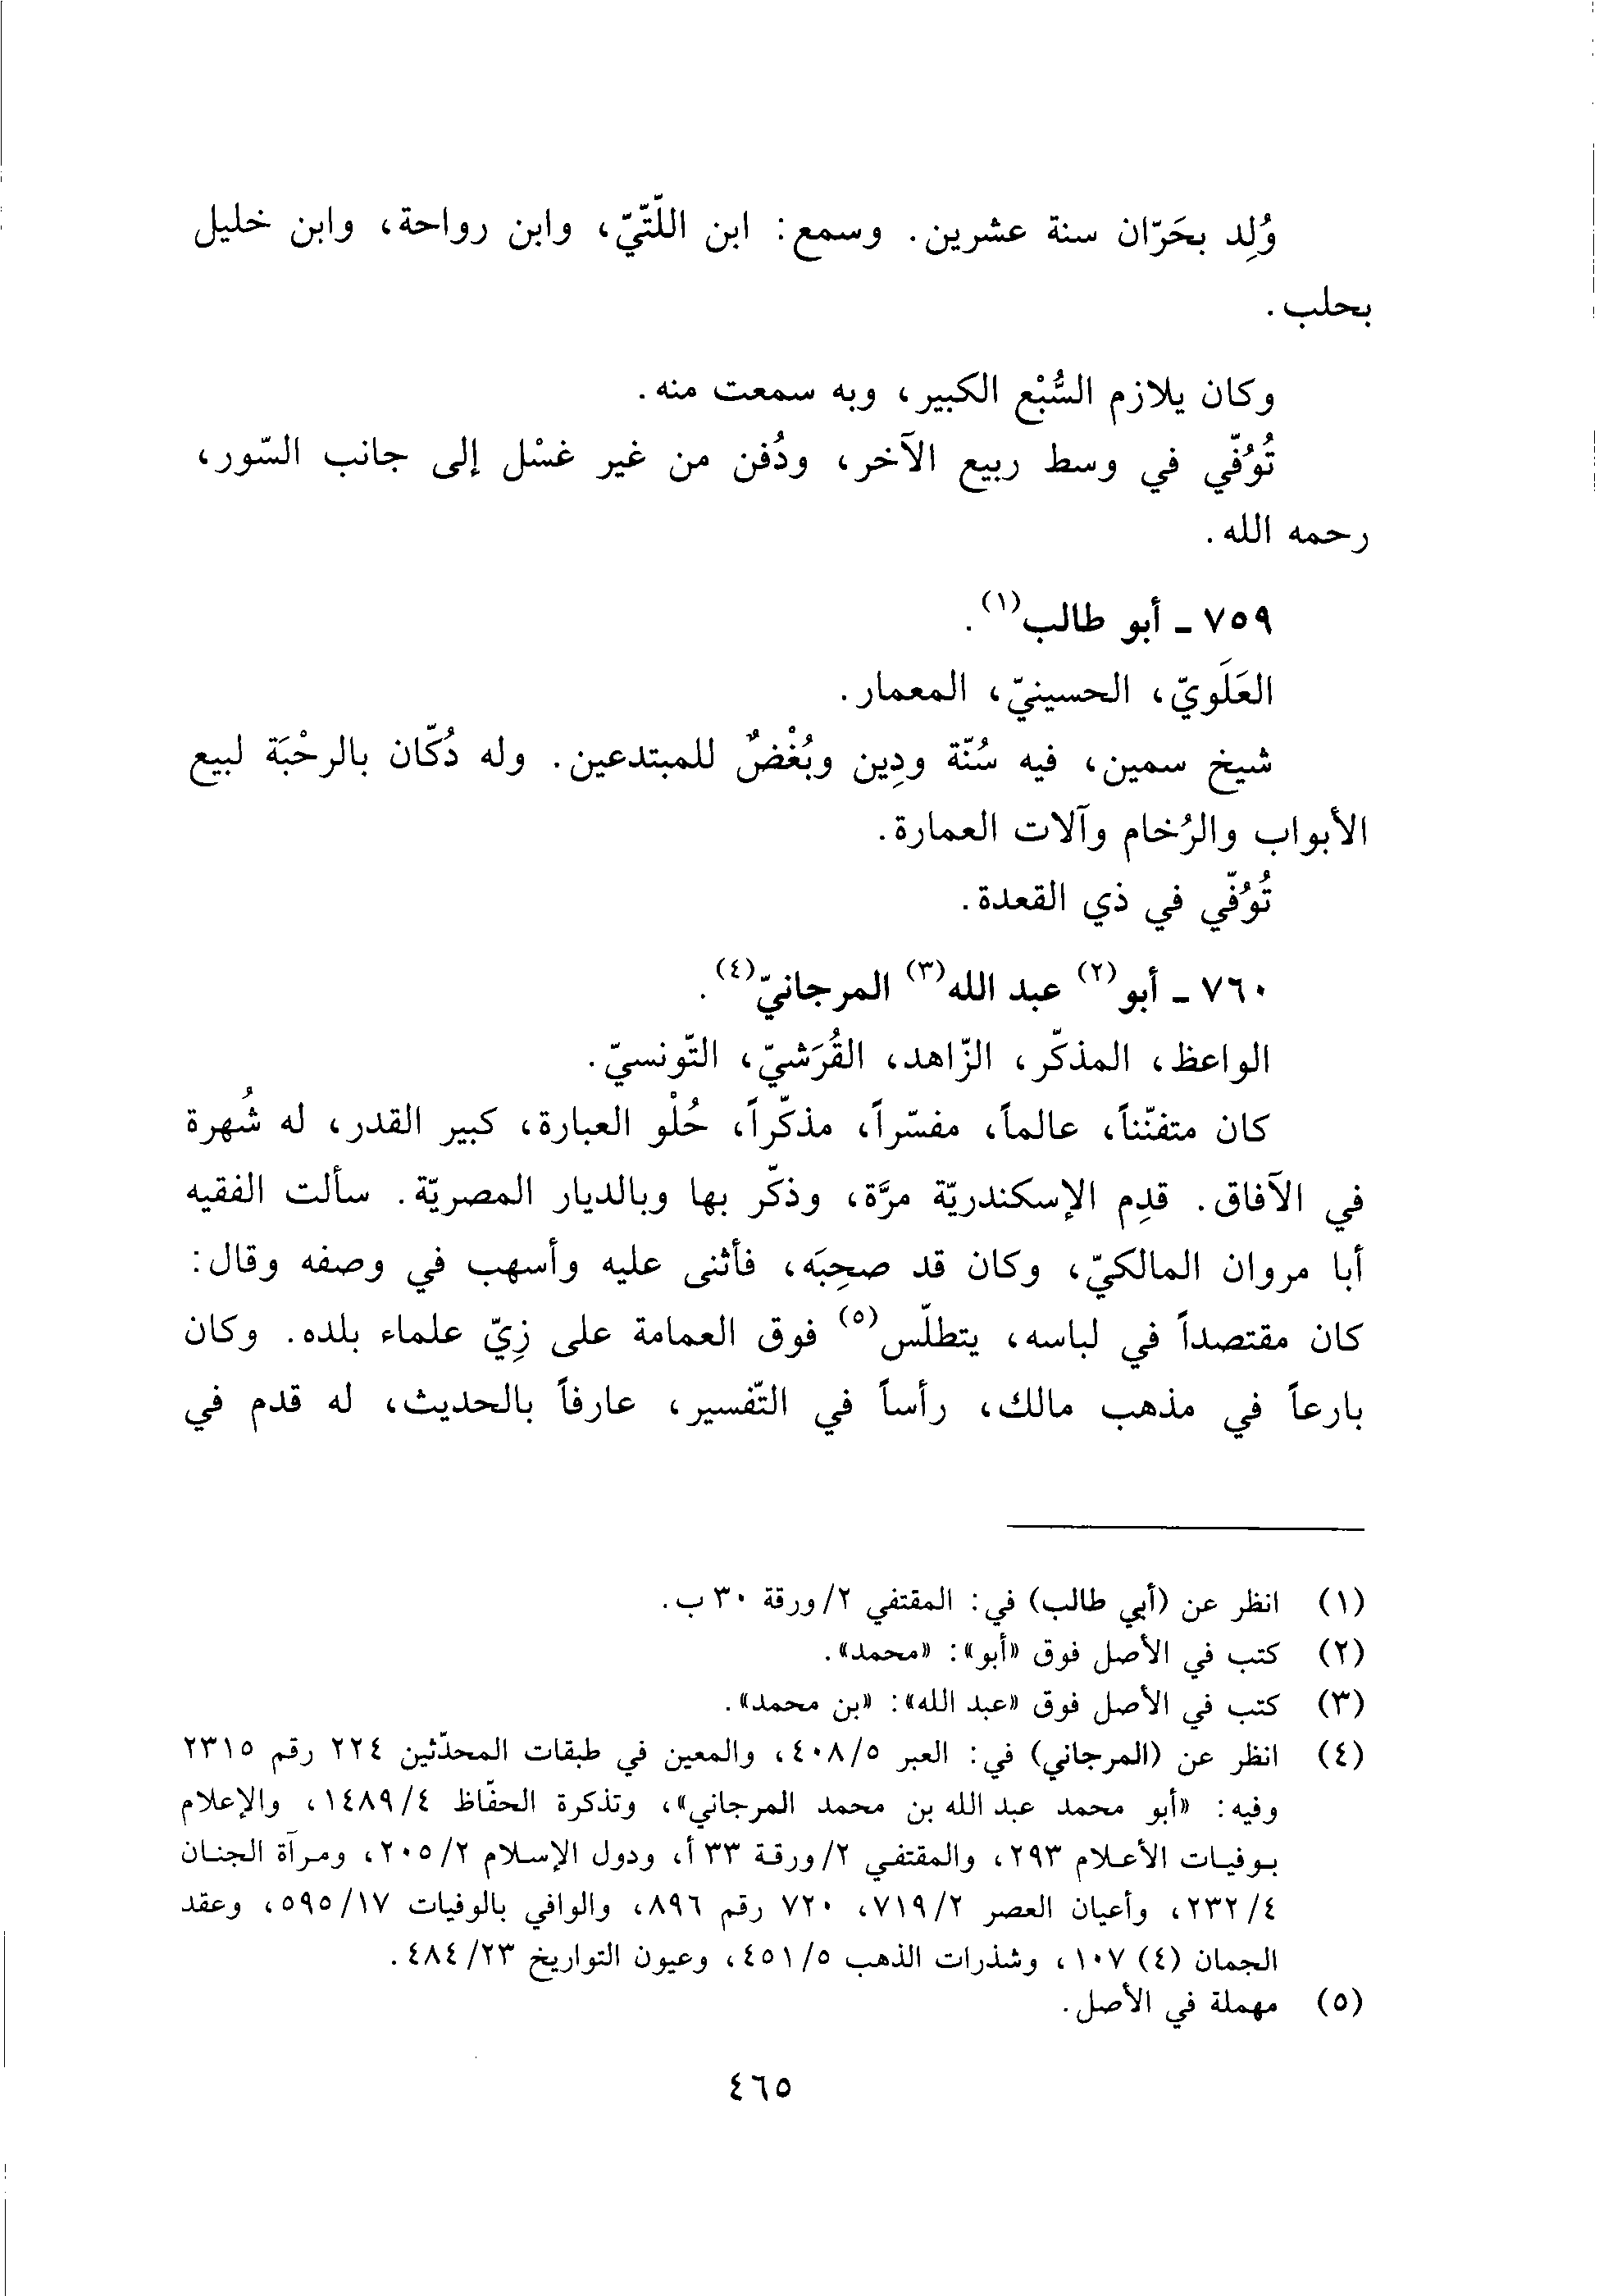 وُلِد بحَرّان سنة عشرين. وسمع: ابن اللّتّيّ، وابن رواحة، وابن خليل
بحلب.
وكان يلازم السُّبْع الكبير، وبه سمعت منه.
تُوُفّي في وسط ربيع الآخر، ودُفن من غير غسْل إلى جانب السّور،
رحمه الله.
٧٥٩ ـ أبو طالب(١).
العَلَويّ، الحسينيّ، المعمار.
شيخ سمين، فيه سُنّة ودِين وبُغْضٌ للمبتدعين. وله دُكّان بالرحْبَة لبيع
الأبواب والرُخام وآلات العمارة.
تُوُفّي في ذي القعدة.
٧٦٠ ـ أبو(٢) عبد الله(٣) المرجانيّ(٤).
الواعظ، المذكّر، الزّاهد، القُرَشيّ، التّونسيّ.
كان متفنّناً، عالماً، مفسّراً، مذكّراً، حُلْو العبارة، كبير القدر، له شُهرة
في الآفاق. قدِم الإسكندريّة مرَّة، وذكّر بها وبالديار المصريّة. سألت الفقيه
أبا مروان المالكيّ، وكان قد صحِبَه، فأثنى عليه وأسهب في وصفه وقال:
كان مقتصداً في لباسه، يتطلّس(٥) فوق العمامة على زِيّ علماء بلده. وكان
بارعاً في مذهب مالك، رأساً في التّفسير، عارفاً بالحديث، له قدم في
(١) انظر عن (أبي طالب) في: المقتفي ٢/ورقة ٣٠ ب.
(٢) كتب في الأصل فوق «أبو»: «محمد».
(٣) كتب في الأصل فوق «عبد الله»: «بن محمد».
(٤) انظر عن (المرجاني) في: العبر ٤٠٨/٥، والمعين في طبقات المحدّثين ٢٢٤ رقم ٢٣١٥
وفيه: «أبو محمد عبد الله بن محمد المرجاني»، وتذكرة الحفّاظ ١٤٨٩/٤، والإعلام
بوفيات الأعلام ٢٩٣، والمقتفي ٢/ورقة ٣٣ أ، ودول الإسلام ٢٠٥/٢، ومرآة الجنان
٢٣٢/٤، وأعيان العصر ٧١٩/٢، ٧٢٠ رقم ٨٩٦، والوافي بالوفيات ٥٩٥/١٧، وعقد
الجمان (٤) ١٠٧، وشذرات الذهب ٤٥١/٥، وعيون التواريخ ٤٨٤/٢٣.
(٥) مهملة في الأصل.
٤٦٥